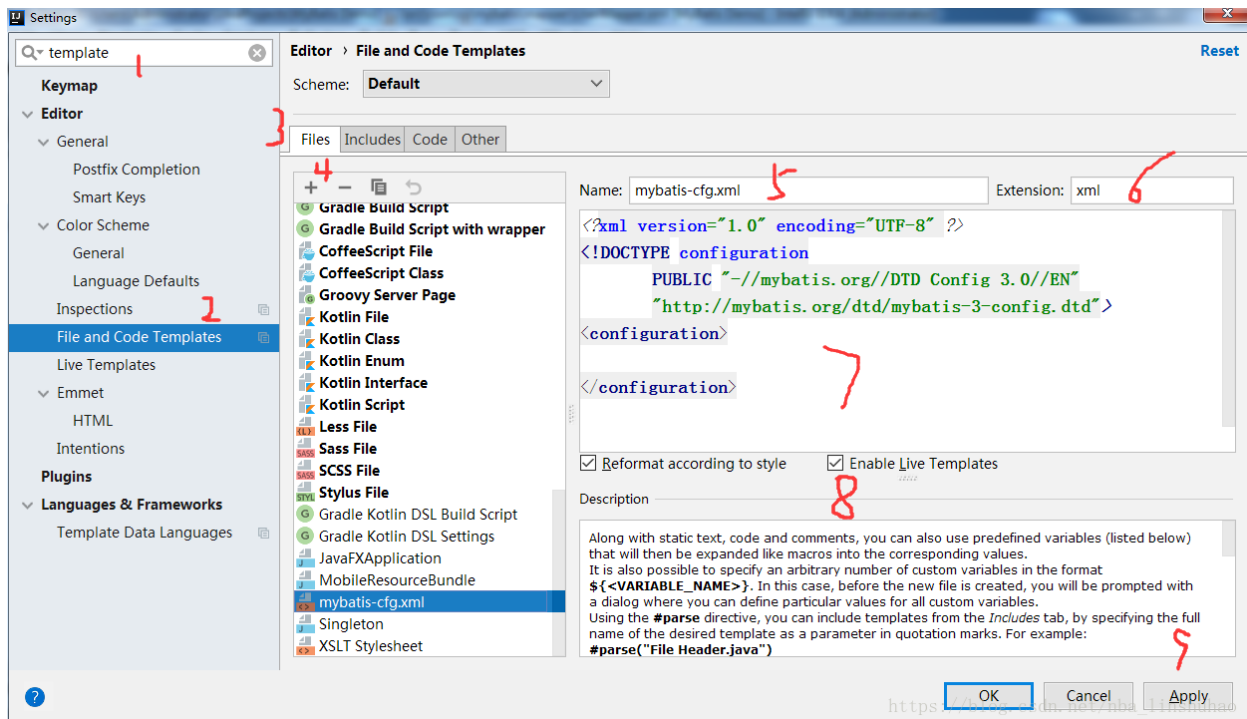 Settings
template
1
Keymap
Editor
General
Postfix Completion
Smart Keys
Color Scheme
General
Language Defaults
Inspections
2
File and Code Templates
Live Templates
Emmet
HTML
Intentions
Plugins
Languages & Frameworks
Template Data Languages
Editor › File and Code Templates
Reset
Scheme: Default
3
Files Includes Code Other
4
Gradle Build Script
Gradle Build Script with wrapper
CoffeeScript File
CoffeeScript Class
Groovy Server Page
Kotlin File
Kotlin Class
Kotlin Enum
Kotlin Interface
Kotlin Script
Less File
Sass File
SCSS File
Stylus File
Gradle Kotlin DSL Build Script
Gradle Kotlin DSL Settings
JavaFXApplication
MobileResourceBundle
mybatis-cfg.xml
Singleton
XSLT Stylesheet
Name: mybatis-cfg.xml 5 Extension: xml 6
<?xml version="1.0" encoding="UTF-8" ?>
<!DOCTYPE configuration
PUBLIC "-//mybatis.org//DTD Config 3.0//EN"
"http://mybatis.org/dtd/mybatis-3-config.dtd">
<configuration>
7
</configuration>
Reformat according to style Enable Live Templates
8
Description
Along with static text, code and comments, you can also use predefined variables (listed below)
that will then be expanded like macros into the corresponding values.
It is also possible to specify an arbitrary number of custom variables in the format
${<VARIABLE_NAME>}. In this case, before the new file is created, you will be prompted with
a dialog where you can define particular values for all custom variables.
Using the #parse directive, you can include templates from the Includes tab, by specifying the full
name of the desired template as a parameter in quotation marks. For example:
#parse("File Header.java")
9
OK Cancel Apply
https://blog.csdn.net/nba_linshuhao